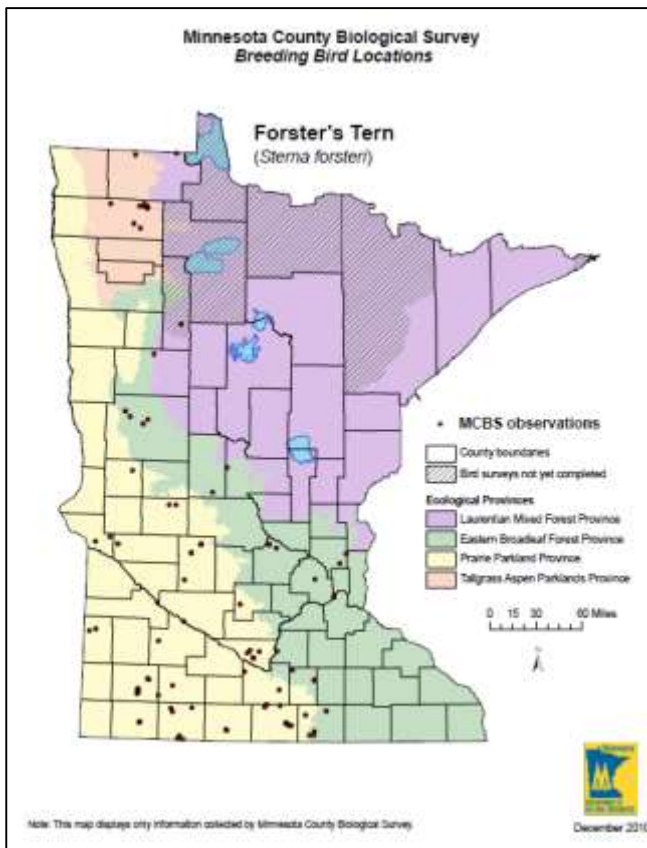 Minnesota County Biological Survey
Breeding Bird Locations
Forster's Tern
(Sterna forsteri)
MCBS observations
County boundaries
Bird surveys not yet completed
Ecological Provinces
Laurentian Mixed Forest Province
Eastern Broadleaf Forest Province
Prairie Parkland Province
Tallgrass Aspen Parklands Province
0 15 30 60 Miles
Note: This map displays only information collected by Minnesota County Biological Survey.
December 2010